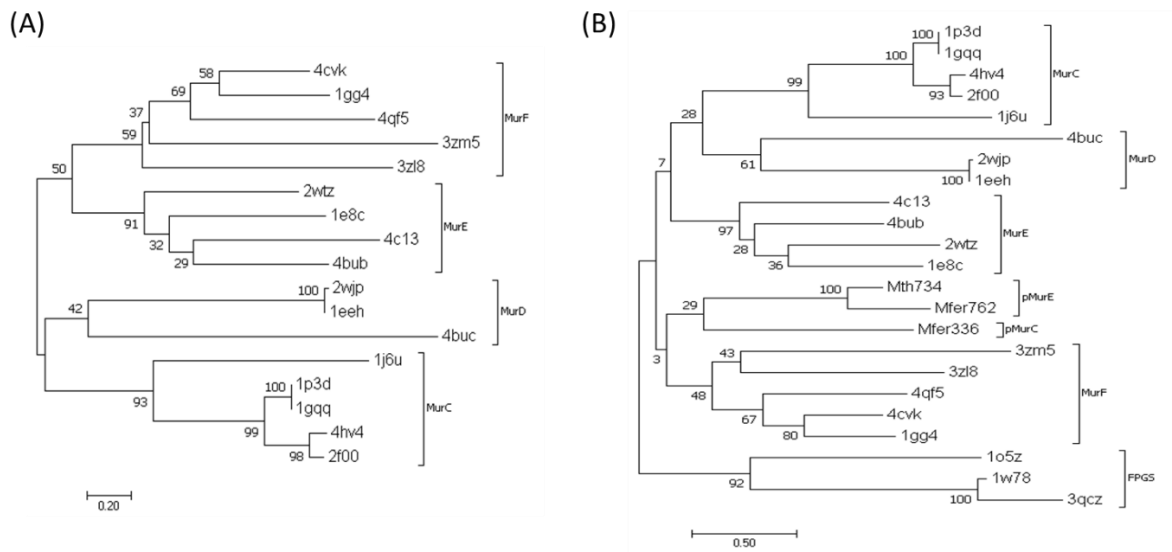 (A)
58
4cvk
1gg4
69
4qf5
37
3zm5
59
3zl8
MurF
50
2wtz
91
1e8c
32
4c13
29
4bub
MurE
100
2wjp
1eeh
42
4buc
MurD
1j6u
93
100
1p3d
1gqq
99
4hv4
98
2f00
MurC
0.20
(B)
100
1p3d
1gqq
100
4hv4
93
2f00
99
1j6u
MurC
28
4buc
61
2wjp
100
1eeh
MurD
7
4c13
97
4bub
28
2wtz
36
1e8c
MurE
100
Mth734
Mfer762
pMurE
29
Mfer336
pMurC
3
43
3zm5
3zl8
48
4qf5
67
4cvk
80
1gg4
MurF
1o5z
92
1w78
100
3qcz
FPGS
0.50